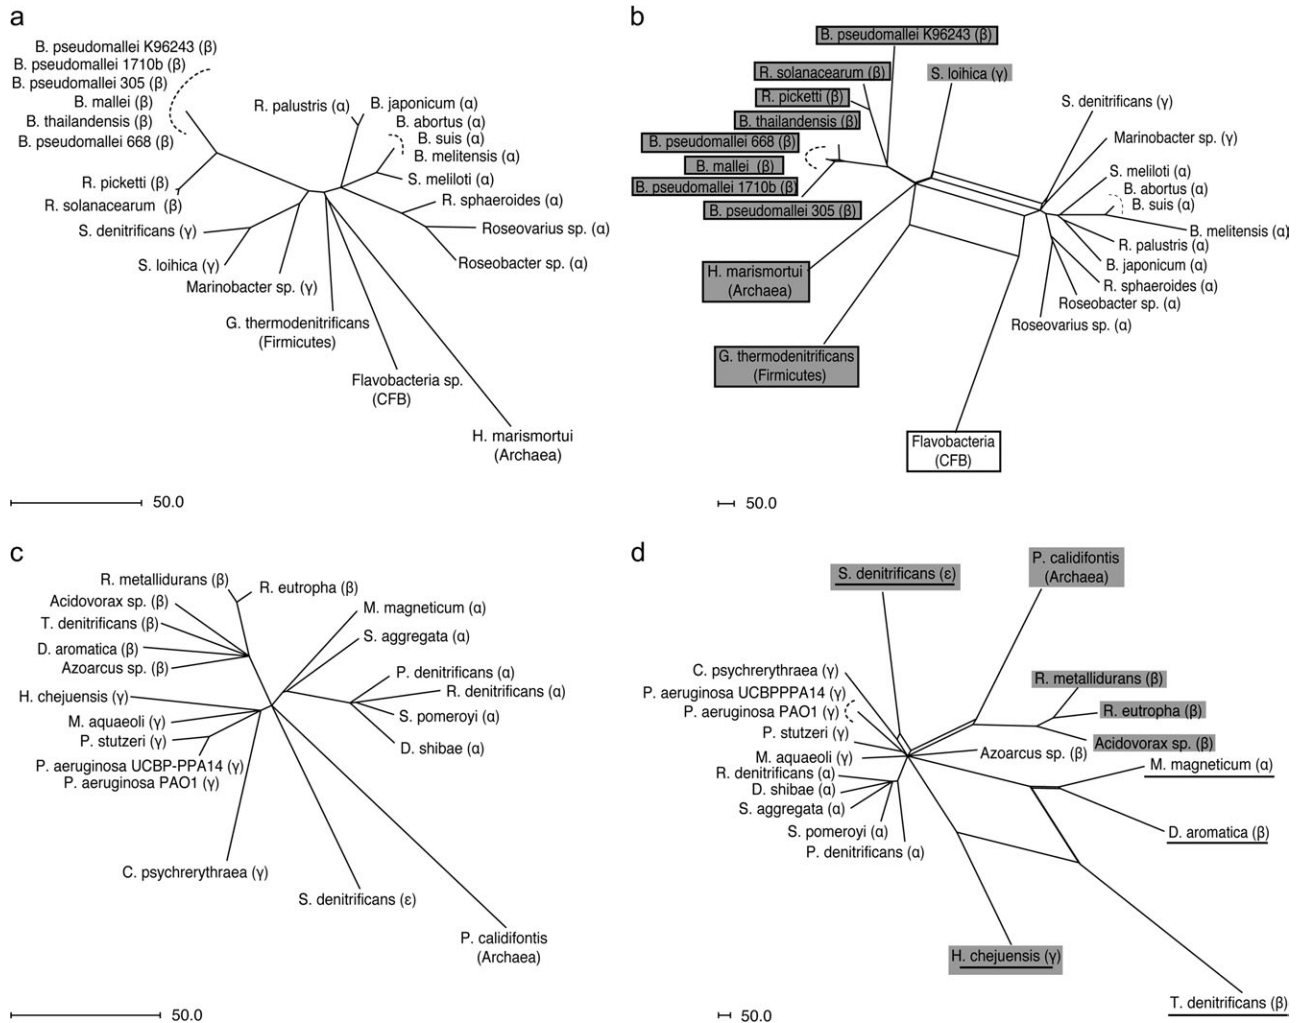 a
B. pseudomallei K96243 (β)
B. pseudomallei 1710b (β)
B. pseudomallei 305 (β)
B. mallei (β)
B. thailandensis (β)
B. pseudomallei 668 (β)
R. picketti (β)
R. solanacearum (β)
S. denitrificans (γ)
S. loihica (γ)
Marinobacter sp. (γ)
G. thermodenitrificans
(Firmicutes)
Flavobacteria sp.
(CFB)
H. marismortui
(Archaea)
R. palustris (α)
B. japonicum (α)
B. abortus (α)
B. suis (α)
B. melitensis (α)
S. meliloti (α)
R. sphaeroides (α)
Roseovarius sp. (α)
Roseobacter sp. (α)
50.0
b
B. pseudomallei K96243 (β)
R. solanacearum (β)
R. picketti (β)
B. thailandensis (β)
B. pseudomallei 668 (β)
B. mallei (β)
B. pseudomallei 1710b (β)
B. pseudomallei 305 (β)
H. marismortui
(Archaea)
G. thermodenitrificans
(Firmicutes)
Flavobacteria
(CFB)
S. loihica (γ)
S. denitrificans (γ)
Marinobacter sp. (γ)
S. meliloti (α)
B. abortus (α)
B. suis (α)
B. melitensis (α)
R. palustris (α)
B. japonicum (α)
R. sphaeroides (α)
Roseobacter sp. (α)
Roseovarius sp. (α)
50.0
c
R. metallidurans (β)
R. eutropha (β)
Acidovorax sp. (β)
T. denitrificans (β)
D. aromatica (β)
Azoarcus sp. (β)
H. chejuensis (γ)
M. aquaeoli (γ)
P. stutzeri (γ)
P. aeruginosa UCBP-PPA14 (γ)
P. aeruginosa PAO1 (γ)
C. psychrerythraea (γ)
S. denitrificans (ε)
P. calidifontis
(Archaea)
M. magneticum (α)
S. aggregata (α)
P. denitrificans (α)
R. denitrificans (α)
S. pomeroyi (α)
D. shibae (α)
50.0
d
S. denitrificans (ε)
P. calidifontis
(Archaea)
C. psychrerythraea (γ)
P. aeruginosa UCBPPPA14 (γ)
P. aeruginosa PAO1 (γ)
P. stutzeri (γ)
M. aquaeoli (γ)
R. denitrificans (α)
D. shibae (α)
S. aggregata (α)
S. pomeroyi (α)
P. denitrificans (α)
R. metallidurans (β)
R. eutropha (β)
Acidovorax sp. (β)
Azoarcus sp. (β)
M. magneticum (α)
D. aromatica (β)
H. chejuensis (γ)
T. denitrificans (β)
50.0